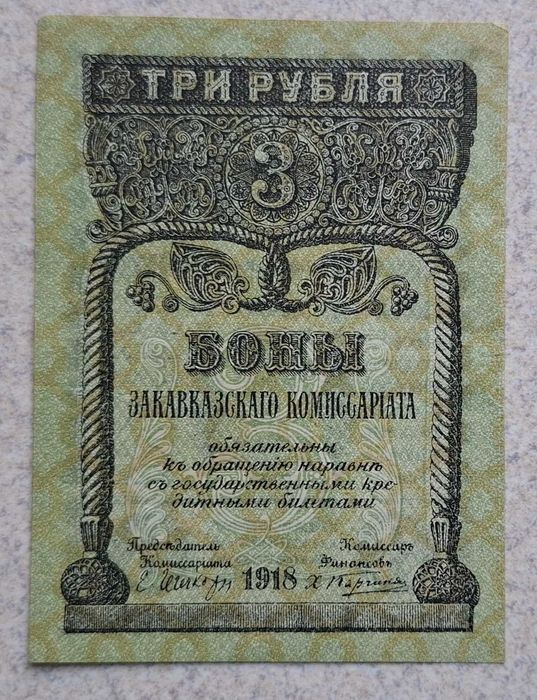 ТРИ РУБЛЯ
3
БОНЫ
ЗАКАВКАЗСКАГО КОМИССАРІАТА
обязательны
къ обращенію наравнѣ
съ государственными кре-
дитными билетами
Предсѣдатель Комиссаръ
Комиссаріата Финансовъ
1918